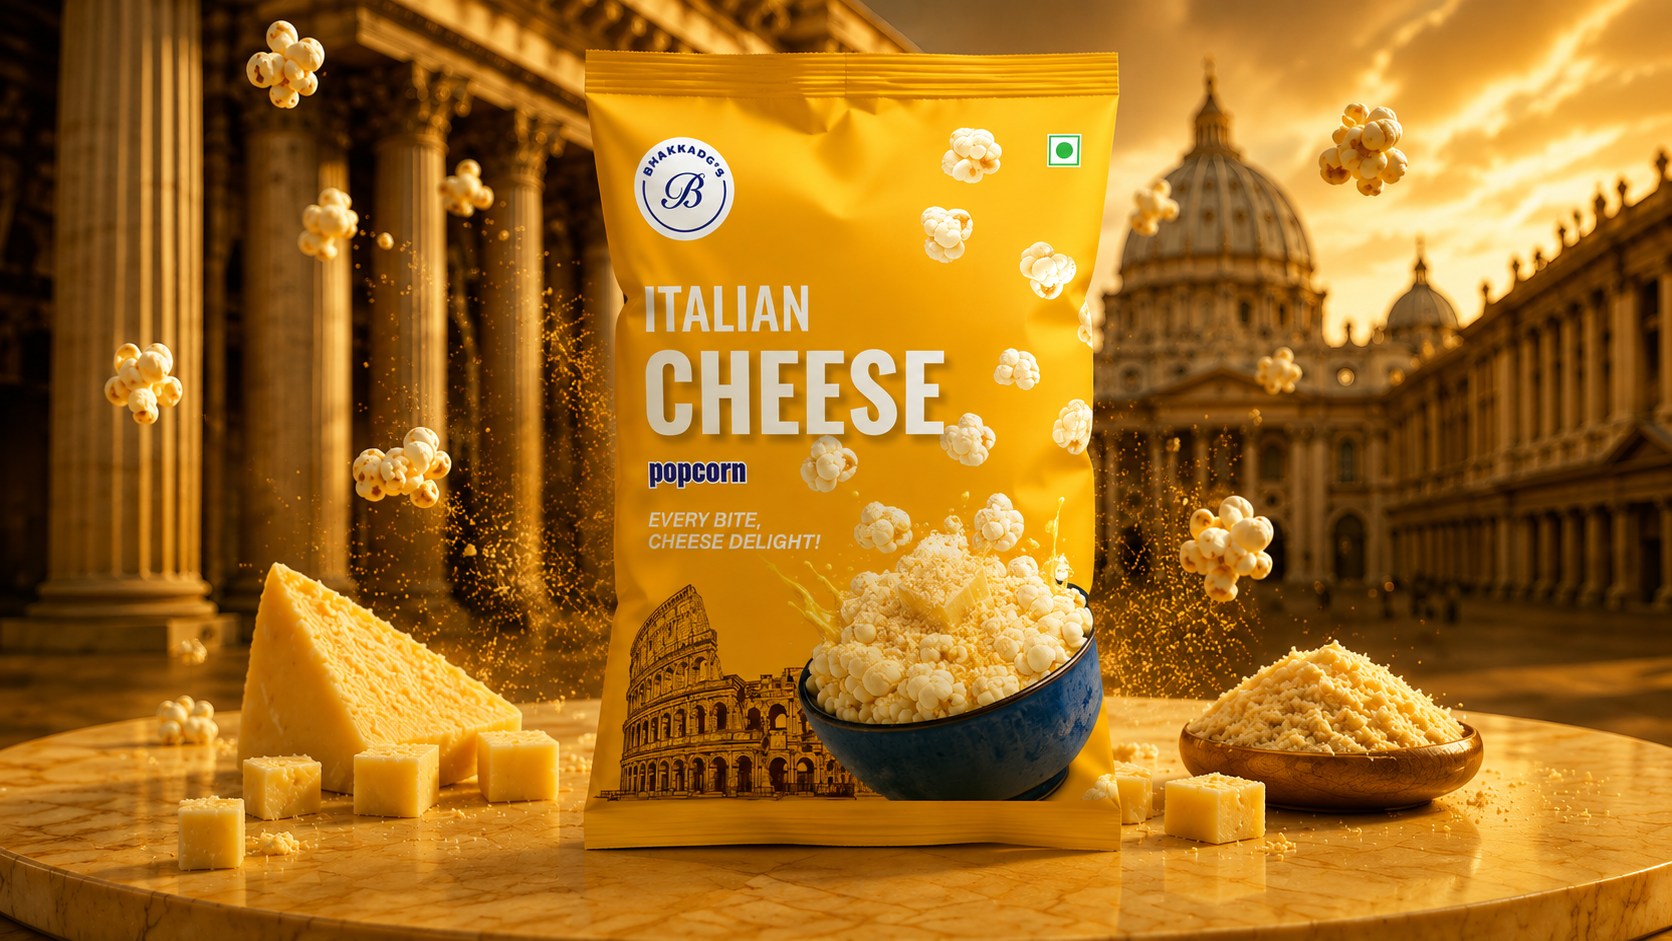 BHAKKADG'S
B
ITALIAN
CHEESE
popcorn
EVERY BITE,
CHEESE DELIGHT!